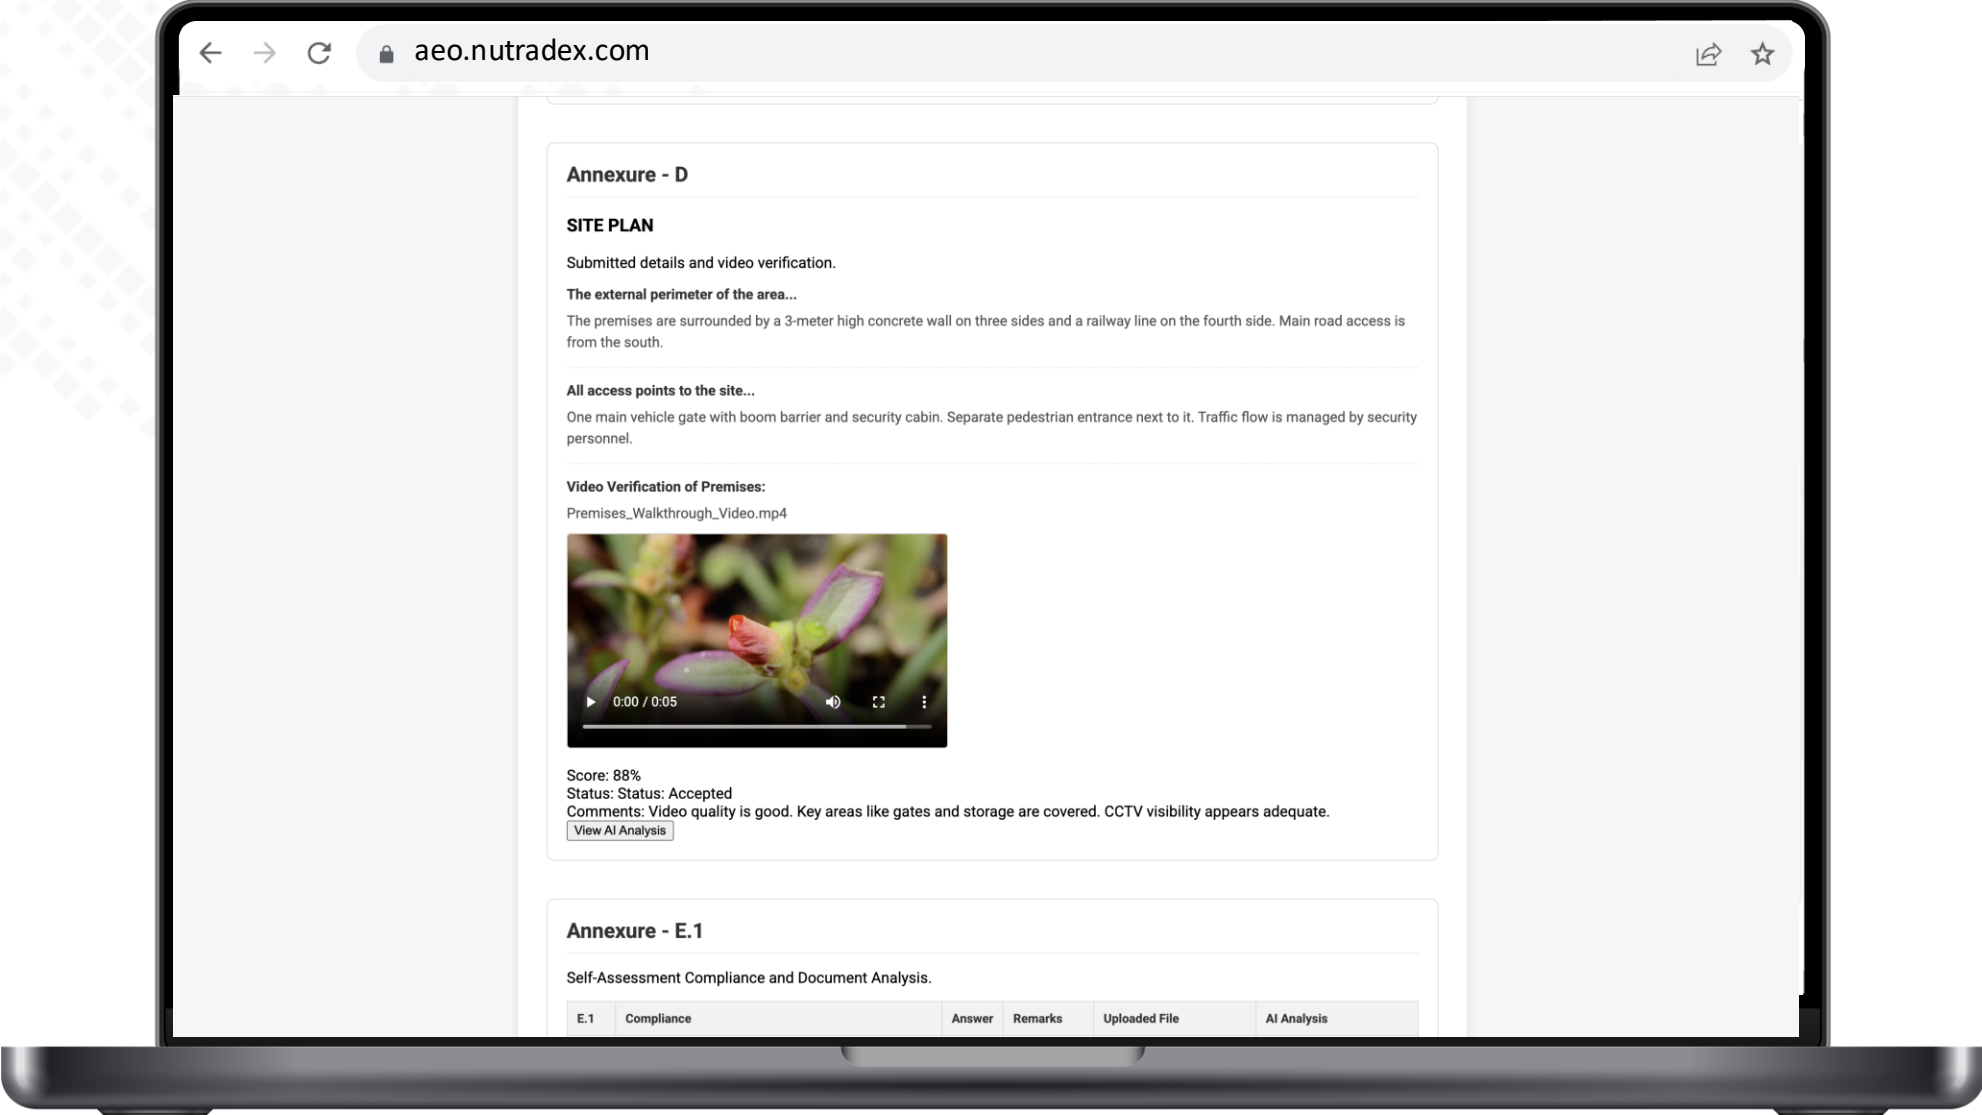 aeo.nutradex.com
Annexure - D
SITE PLAN
Submitted details and video verification.
The external perimeter of the area...
The premises are surrounded by a 3-meter high concrete wall on three sides and a railway line on the fourth side. Main road access is
from the south.
All access points to the site...
One main vehicle gate with boom barrier and security cabin. Separate pedestrian entrance next to it. Traffic flow is managed by security
personnel.
Video Verification of Premises:
Premises_Walkthrough_Video.mp4
0:00 / 0:05
Score: 88%
Status: Status: Accepted
Comments: Video quality is good. Key areas like gates and storage are covered. CCTV visibility appears adequate.
View AI Analysis
Annexure - E.1
Self-Assessment Compliance and Document Analysis.
E.1 Compliance Answer Remarks Uploaded File AI Analysis